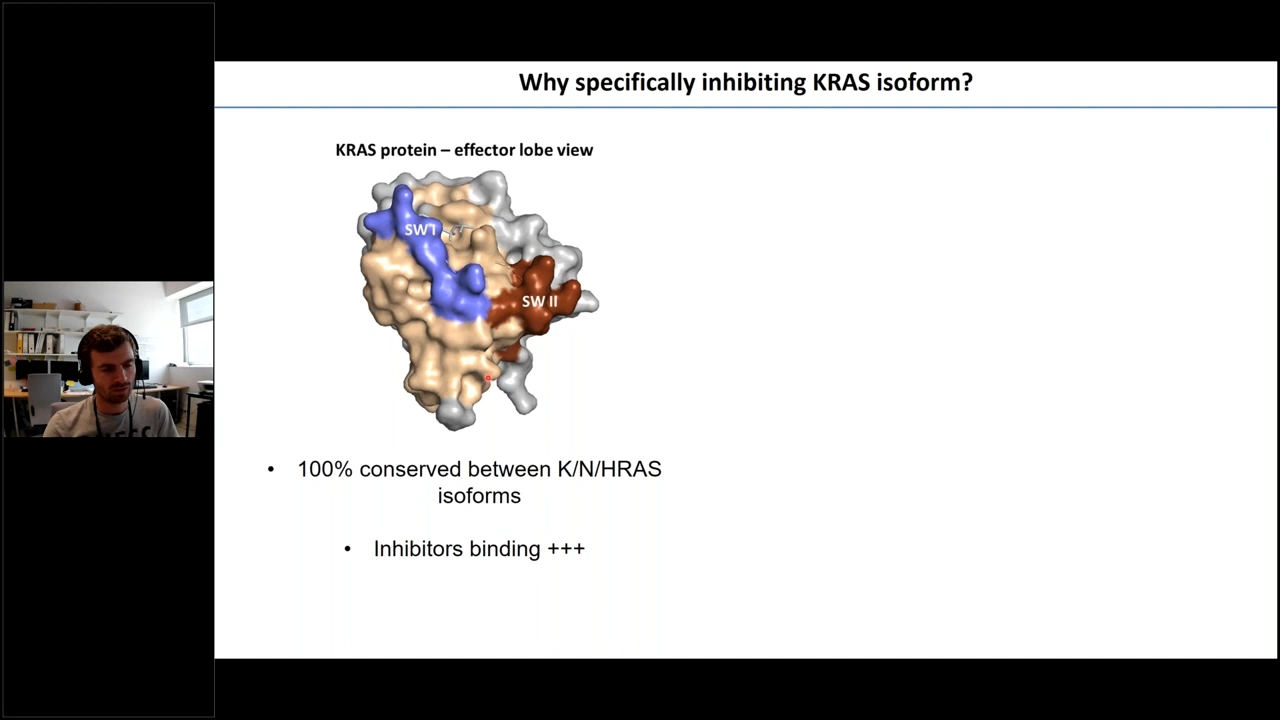 Why specifically inhibiting KRAS isoform?
KRAS protein – effector lobe view
SW I
SW II
• 100% conserved between K/N/HRAS
isoforms
• Inhibitors binding +++